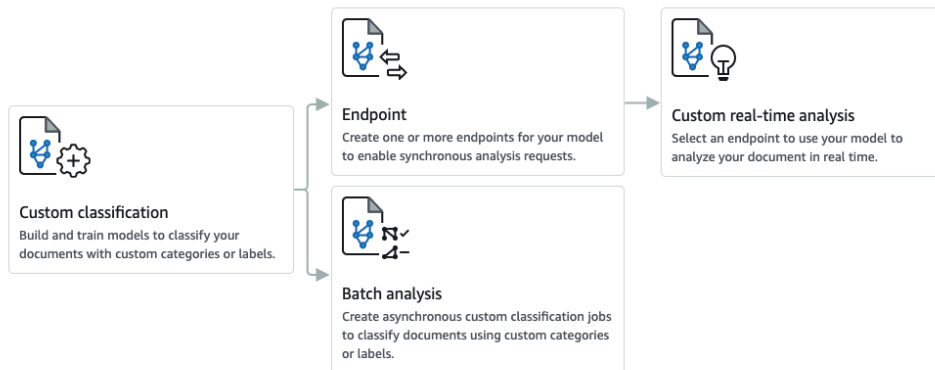 Custom classification
Build and train models to classify your
documents with custom categories or labels.
Endpoint
Create one or more endpoints for your model
to enable synchronous analysis requests.
Custom real-time analysis
Select an endpoint to use your model to
analyze your document in real time.
Batch analysis
Create asynchronous custom classification jobs
to classify documents using custom categories
or labels.